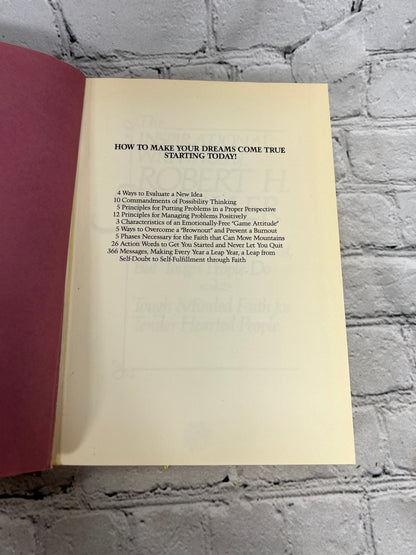 HOW TO MAKE YOUR DREAMS COME TRUE
STARTING TODAY!
4 Ways to Evaluate a New Idea
10 Commandments of Possibility Thinking
5 Principles for Putting Problems in a Proper Perspective
12 Principles for Managing Problems Positively
3 Characteristics of an Emotionally-Free "Game Attitude"
5 Ways to Overcome a "Brownout" and Prevent a Burnout
5 Phases Necessary for the Faith that Can Move Mountains
26 Action Words to Get You Started and Never Let You Quit
366 Messages, Making Every Year a Leap Year, a Leap from
Self-Doubt to Self-Fulfillment through Faith